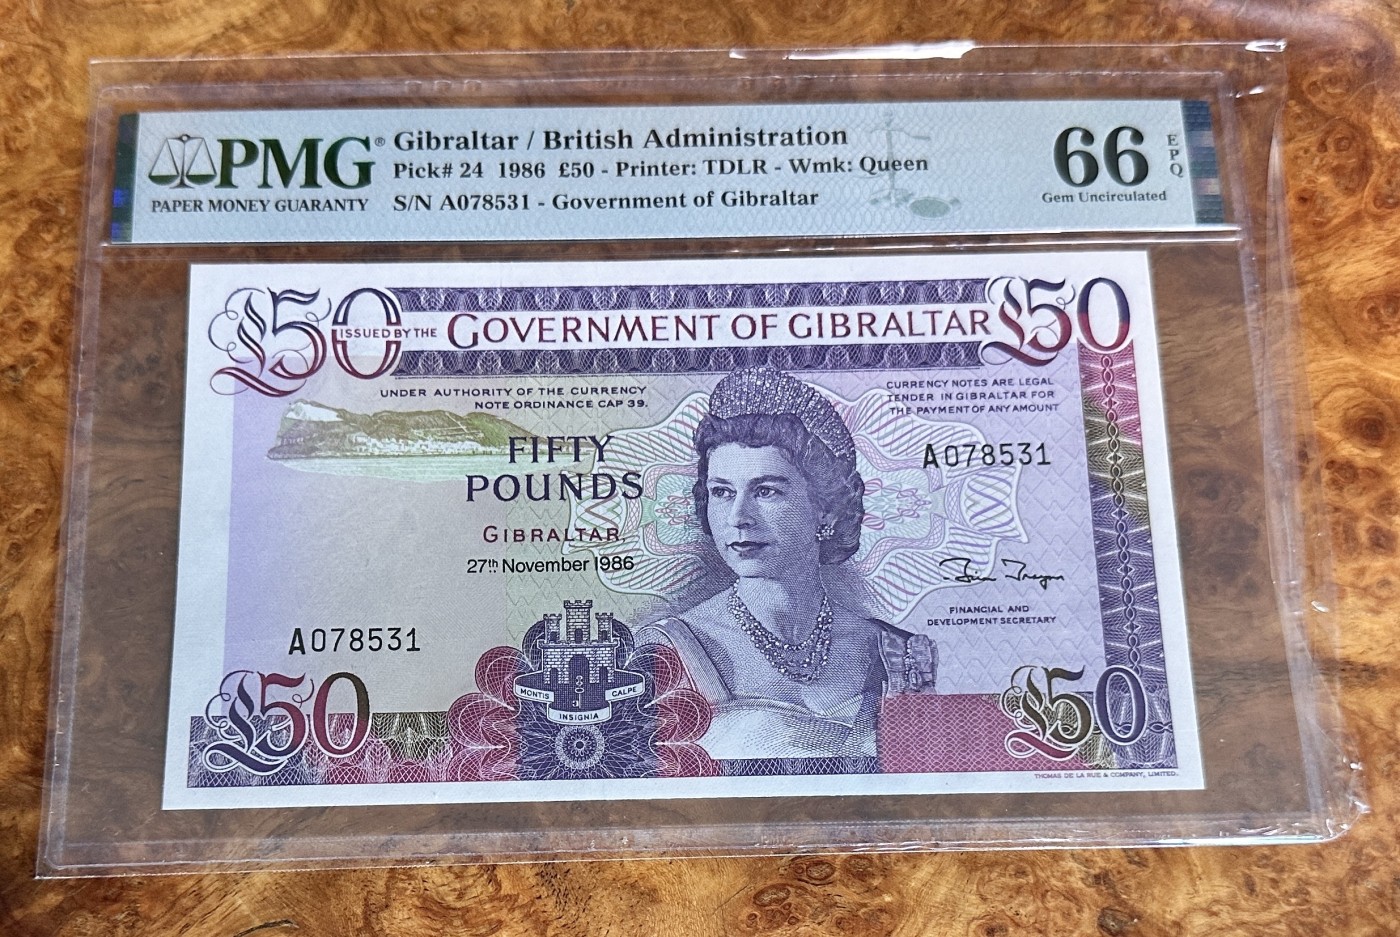 PMG®
PAPER MONEY GUARANTY
Gibraltar / British Administration
Pick# 24 1986 £50 - Printer: TDLR - Wmk: Queen
S/N A078531 - Government of Gibraltar
66
EPQ
Gem Uncirculated
£50
ISSUED BY THE GOVERNMENT OF GIBRALTAR
£50
UNDER AUTHORITY OF THE CURRENCY
NOTE ORDINANCE CAP 39.
CURRENCY NOTES ARE LEGAL
TENDER IN GIBRALTAR FOR
THE PAYMENT OF ANY AMOUNT
FIFTY
POUNDS
A078531
GIBRALTAR,
27th November 1986
FINANCIAL AND
DEVELOPMENT SECRETARY
A078531
MONTIS
CALPE
INSIGNIA
£50
£50
THOMAS DE LA RUE & COMPANY, LIMITED.